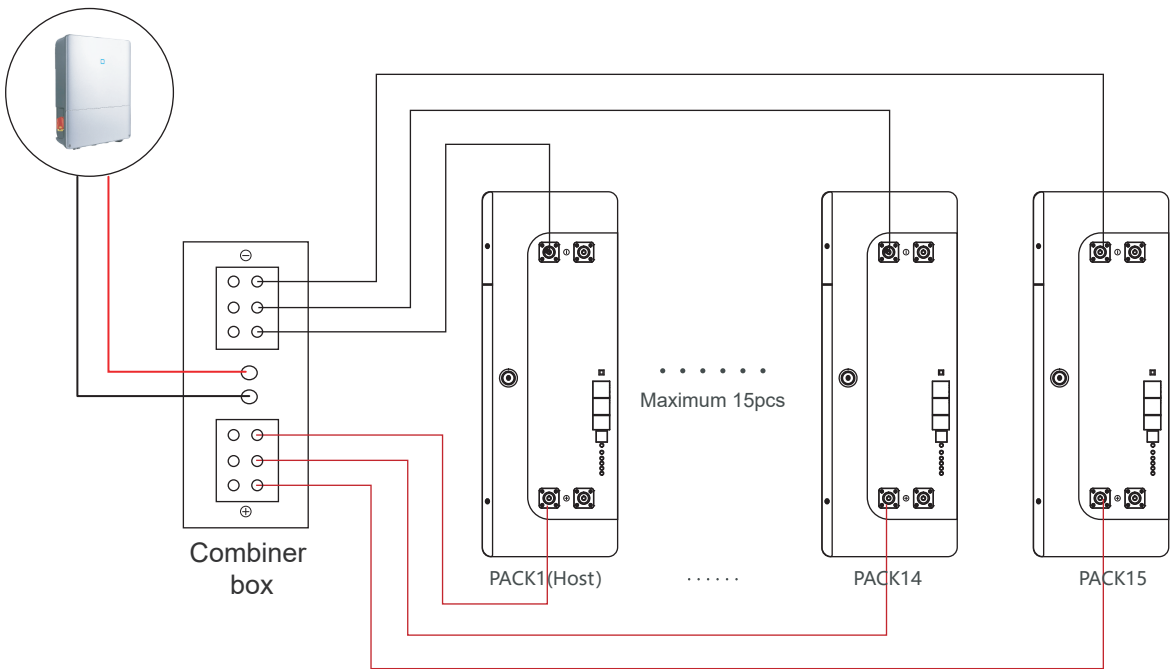 ⊖
⊕
Combiner
box
• • • • • •
Maximum 15pcs
PACK1(Host)
······
PACK14
PACK15